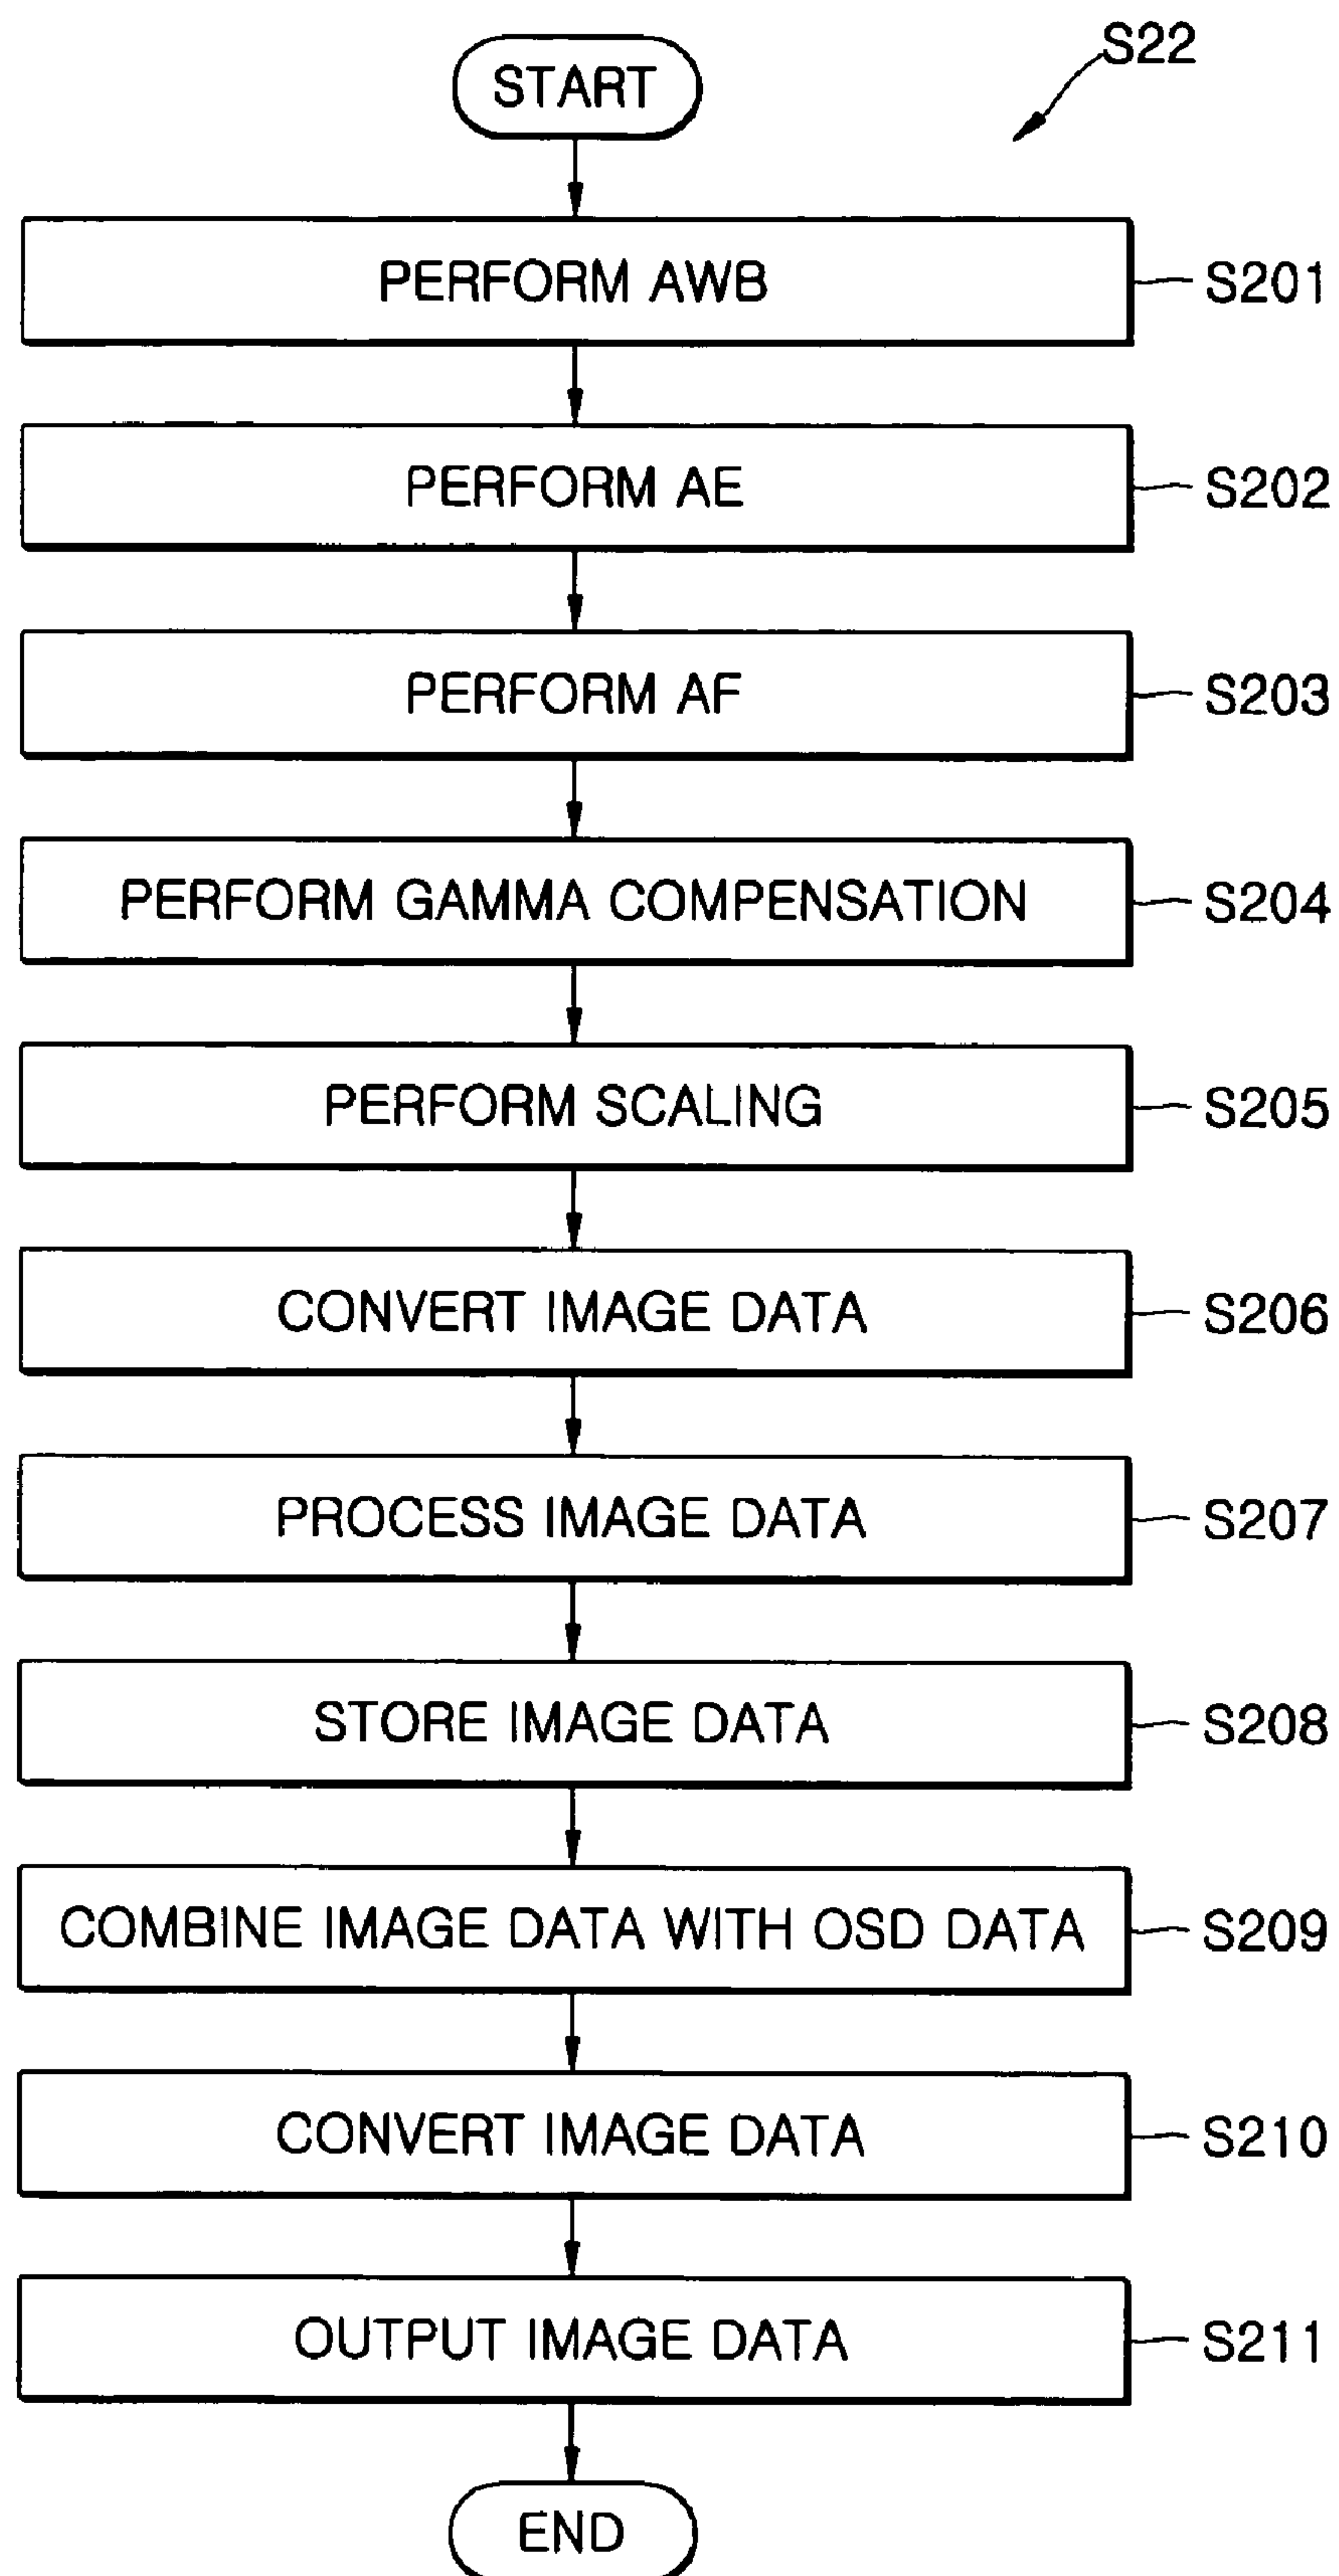 S22
START
PERFORM AWB
S201
PERFORM AE
S202
PERFORM AF
S203
PERFORM GAMMA COMPENSATION
S204
PERFORM SCALING
S205
CONVERT IMAGE DATA
S206
PROCESS IMAGE DATA
S207
STORE IMAGE DATA
S208
COMBINE IMAGE DATA WITH OSD DATA
S209
CONVERT IMAGE DATA
S210
OUTPUT IMAGE DATA
S211
END